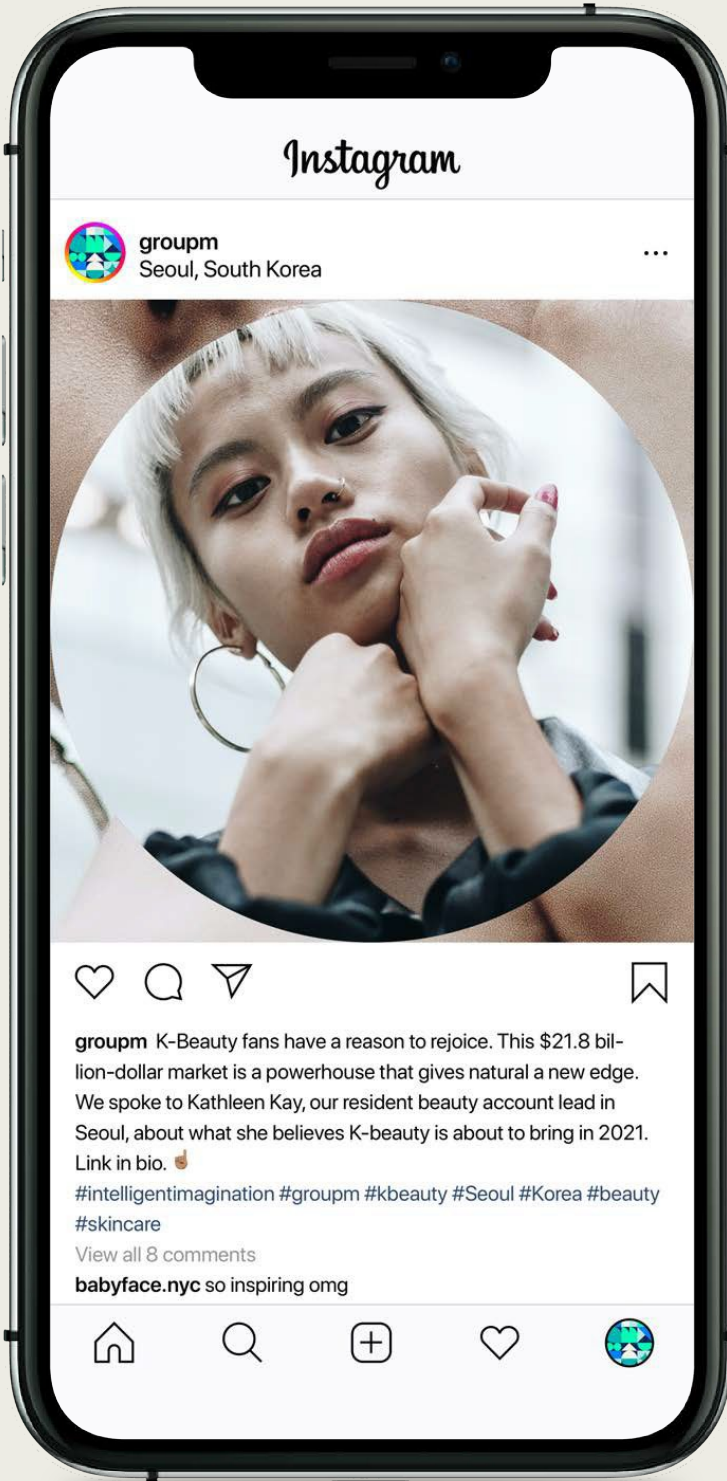 Instagram
groupm
Seoul, South Korea
groupm K-Beauty fans have a reason to rejoice. This $21.8 bil-
lion-dollar market is a powerhouse that gives natural a new edge.
We spoke to Kathleen Kay, our resident beauty account lead in
Seoul, about what she believes K-beauty is about to bring in 2021.
Link in bio. ☝🏽
#intelligentimagination #groupm #kbeauty #Seoul #Korea #beauty
#skincare
View all 8 comments
babyface.nyc so inspiring omg